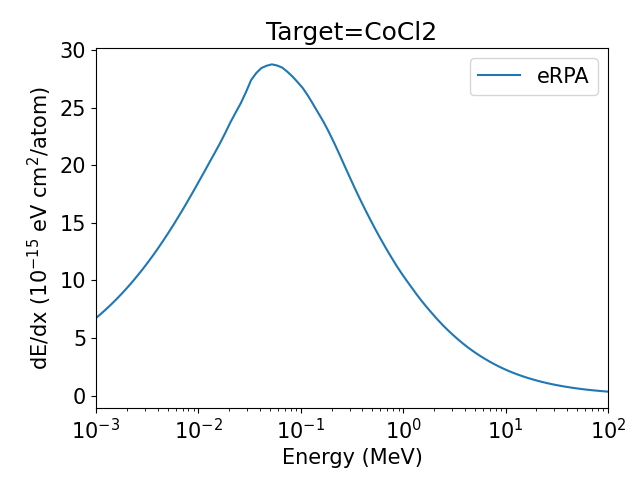 Target=CoCl2
eRPA
dE/dx (10⁻¹⁵ eV cm²/atom)
30
25
20
15
10
5
0
10⁻³ 10⁻² 10⁻¹ 10⁰ 10¹ 10²
Energy (MeV)